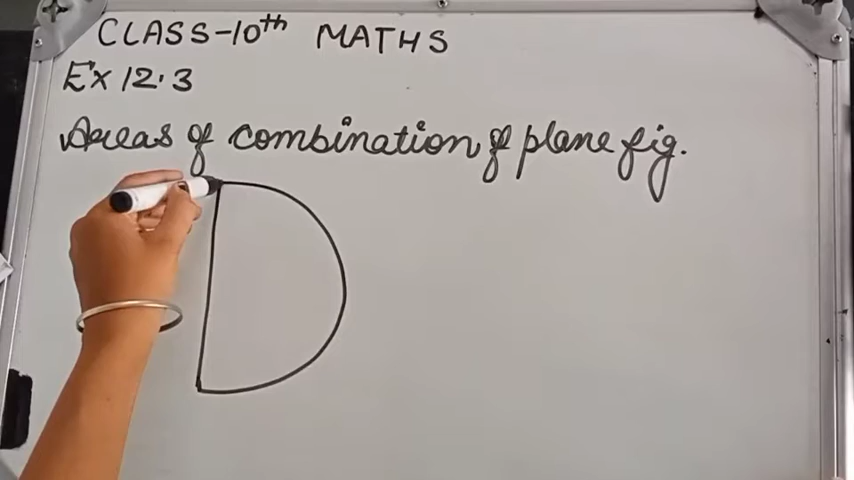 CLASS-10th MATHS
Ex 12.3
Areas of combination of plane fig.